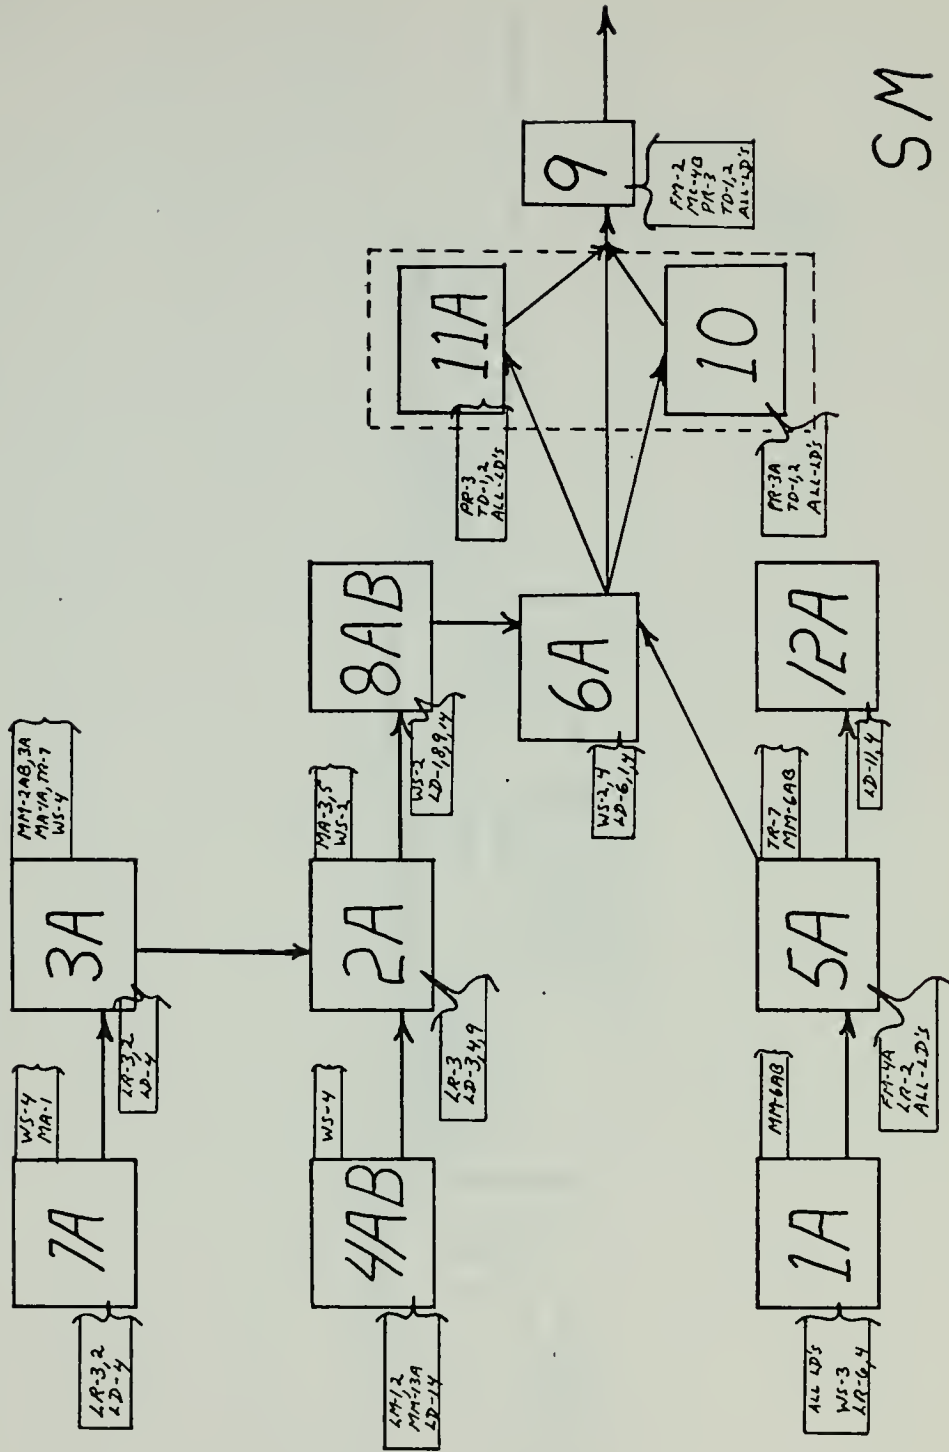 WS-4
MA-1
7A
LR-3,2
LD-4
MM-2AB,3A
MA-1A, TR-7
WS-4
3A
LR-3,2
LD-4
WS-4
4AB
LM-1,2
MM-13A
LD-14
MA-3,5
WS-2
2A
LR-3
LD-3,4,9
8AB
WS-2
LD-1,8,9,14
6A
WS-2,4
LD-6,1,4
11A
PR-3
TD-1,2
ALL-LD's
10
PR-3A
TD-1,2
ALL-LD's
9
FM-2
MC-4B
PR-3
TD-1,2
ALL-LD's
MM-6AB
1A
ALL LD's
WS-3
LR-6,4
TR-7
MM-6AB
5A
FM-4A
LR-2
ALL-LD's
12A
LD-11,4
SM